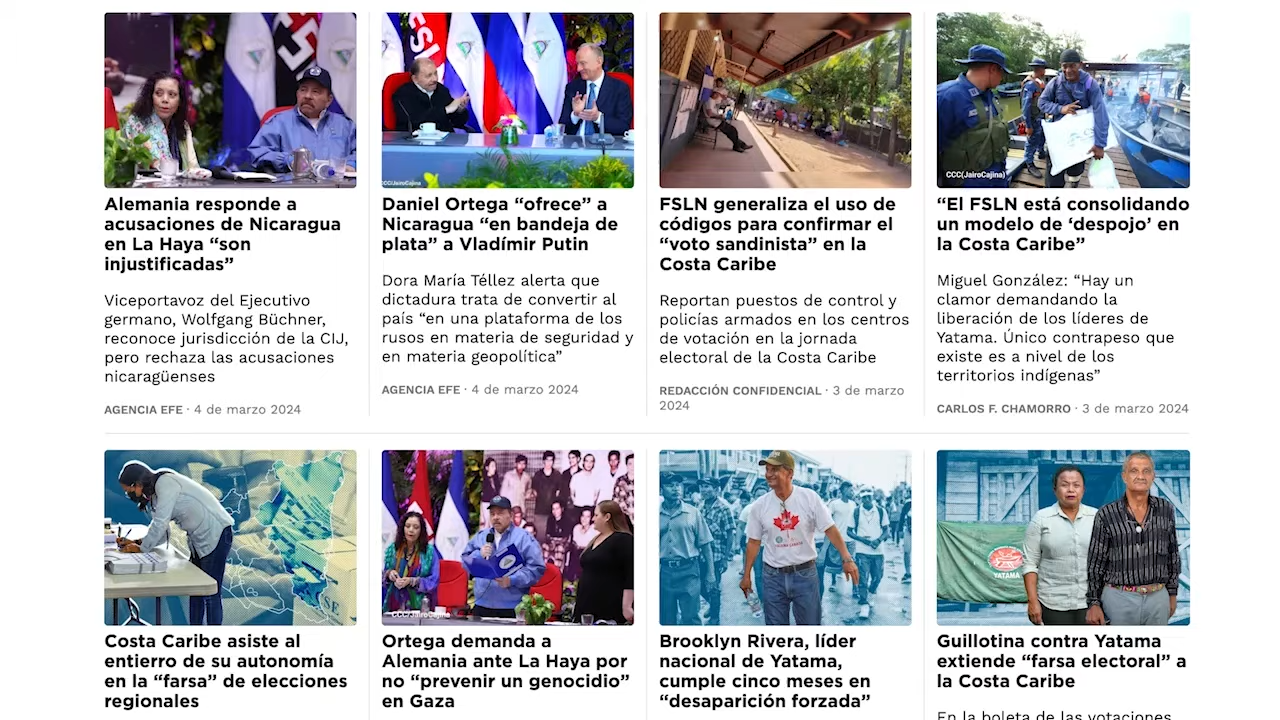 CCC(JairoCajina)
CCC(JairoCajina)
Alemania responde a
acusaciones de Nicaragua
en La Haya “son
injustificadas”
Viceportavoz del Ejecutivo
germano, Wolfgang Büchner,
reconoce jurisdicción de la CIJ,
pero rechaza las acusaciones
nicaragüenses
AGENCIA EFE · 4 de marzo 2024
Daniel Ortega “ofrece” a
Nicaragua “en bandeja de
plata” a Vladímir Putin
Dora María Téllez alerta que
dictadura trata de convertir al
país “en una plataforma de los
rusos en materia de seguridad y
en materia geopolítica”
AGENCIA EFE · 4 de marzo 2024
FSLN generaliza el uso de
códigos para confirmar el
“voto sandinista” en la
Costa Caribe
Reportan puestos de control y
policías armados en los centros
de votación en la jornada
electoral de la Costa Caribe
REDACCIÓN CONFIDENCIAL · 3 de marzo
2024
“El FSLN está consolidando
un modelo de ‘despojo’ en
la Costa Caribe”
Miguel González: “Hay un
clamor demandando la
liberación de los líderes de
Yatama. Único contrapeso que
existe es a nivel de los
territorios indígenas”
CARLOS F. CHAMORRO · 3 de marzo 2024
CCC(JairoCajina)
YATAMA
Costa Caribe asiste al
entierro de su autonomía
en la “farsa” de elecciones
regionales
Ortega demanda a
Alemania ante La Haya por
no “prevenir un genocidio”
en Gaza
Brooklyn Rivera, líder
nacional de Yatama,
cumple cinco meses en
“desaparición forzada”
Guillotina contra Yatama
extiende “farsa electoral” a
la Costa Caribe
En la boleta de las votaciones